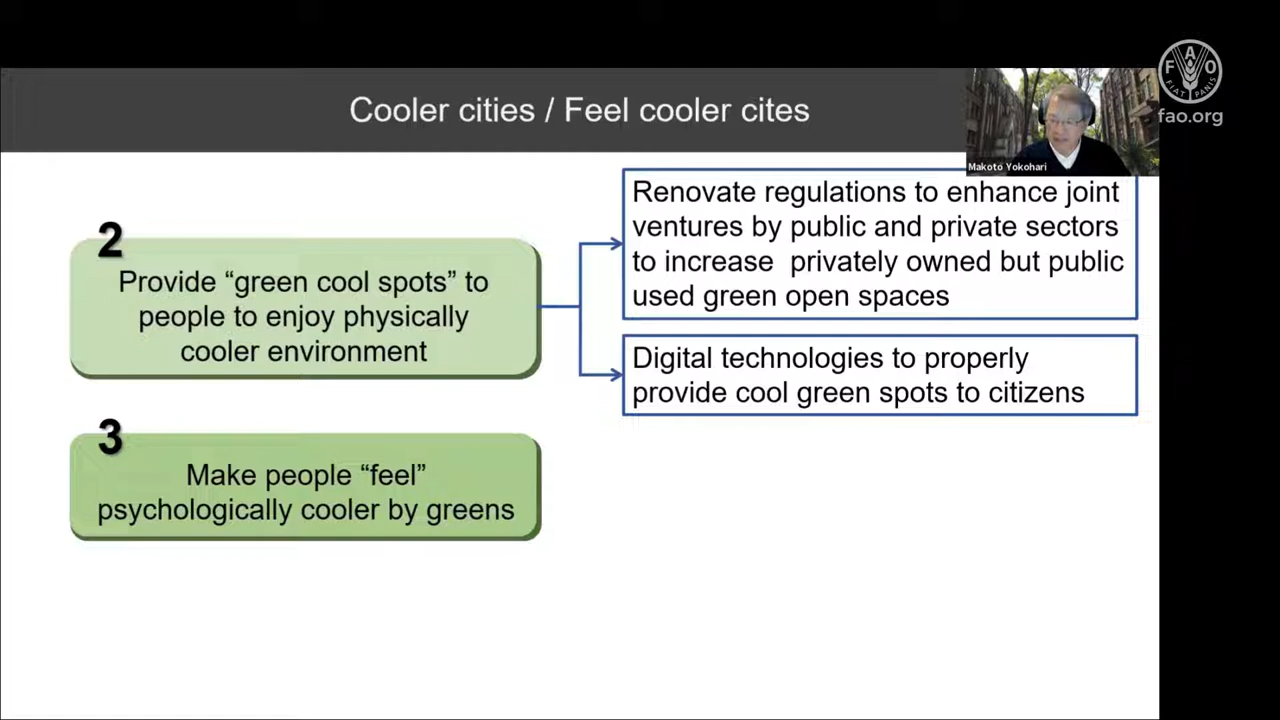 Cooler cities / Feel cooler cites
FAO
FIAT PANIS
fao.org
Makoto Yokohari
2
Provide “green cool spots” to
people to enjoy physically
cooler environment
Renovate regulations to enhance joint
ventures by public and private sectors
to increase privately owned but public
used green open spaces
Digital technologies to properly
provide cool green spots to citizens
3
Make people “feel”
psychologically cooler by greens